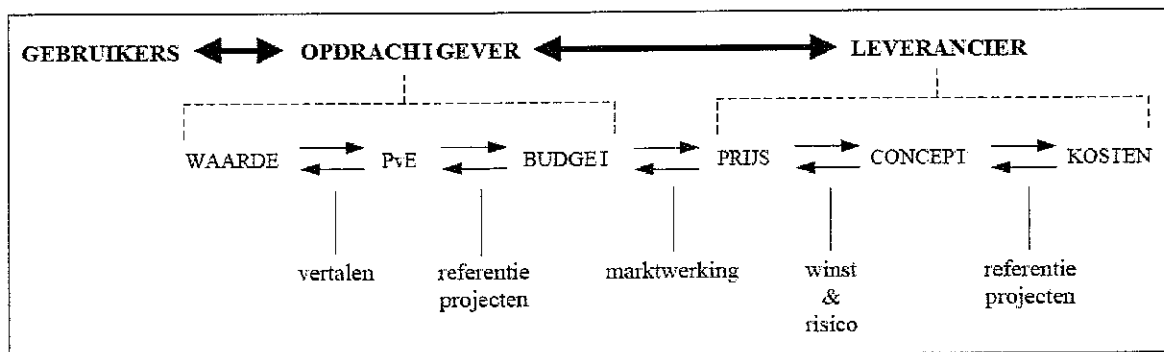 GEBRUIKERS OPDRACHTGEVER LEVERANCIER
WAARDE PvE BUDGET PRIJS CONCEPT KOSTEN
vertalen referentie marktwerking winst referentie
projecten & projecten
risico